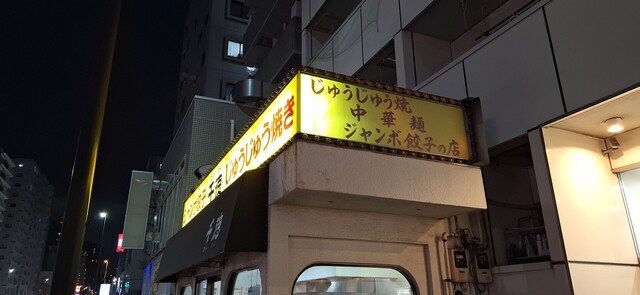 じゅうじゅう焼
中華麺
ジャンボ餃子の店
じゅうじゅう焼き